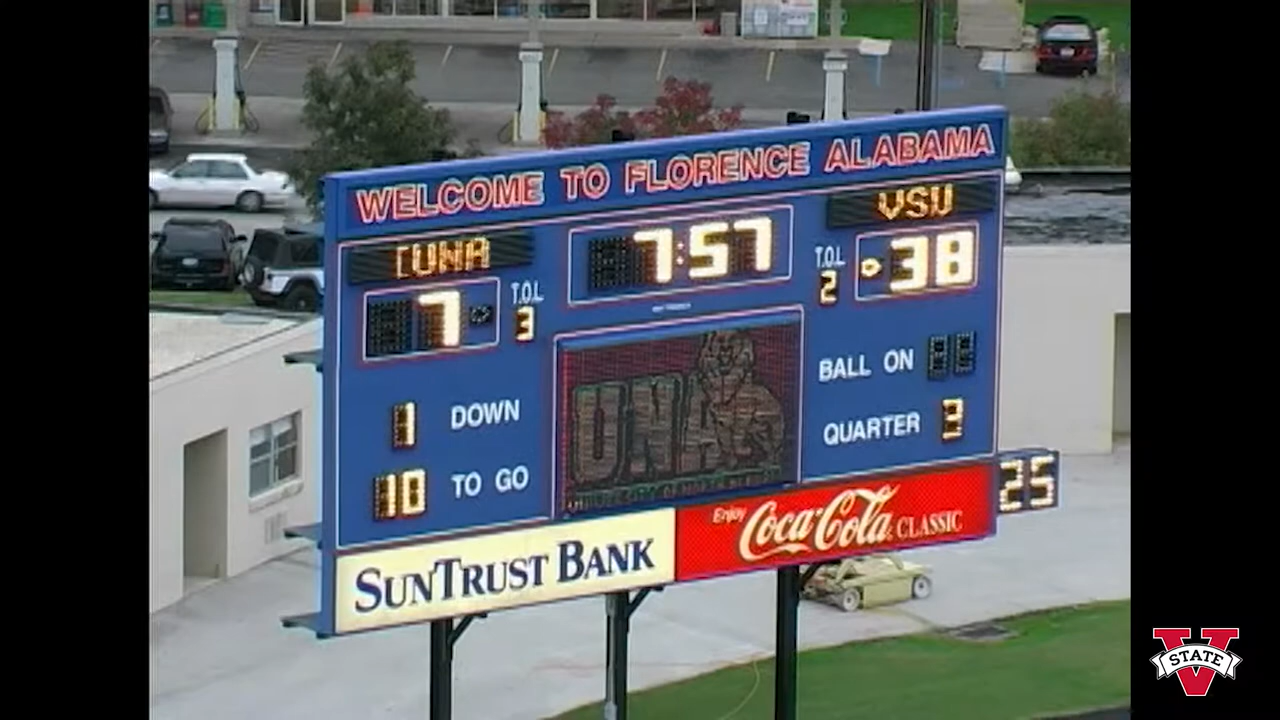 WELCOME TO FLORENCE ALABAMA
UNA
7:57
VSU
7
T.O.L
3
T.O.L
2
38
1 DOWN
BALL ON
10 TO GO
QUARTER
UNA
25
SUNTRUST BANK
Enjoy
Coca-Cola CLASSIC
V
STATE